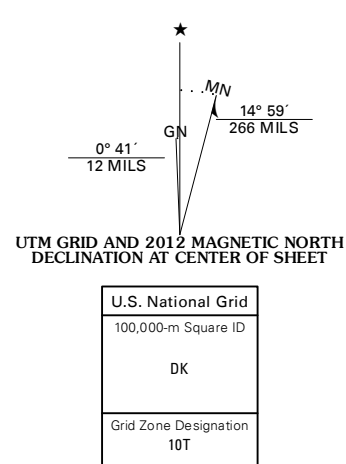 ★
MN
GN
14° 59´
266 MILS
0° 41´
12 MILS
UTM GRID AND 2012 MAGNETIC NORTH
DECLINATION AT CENTER OF SHEET
U.S. National Grid
100,000-m Square ID
DK
Grid Zone Designation
10T